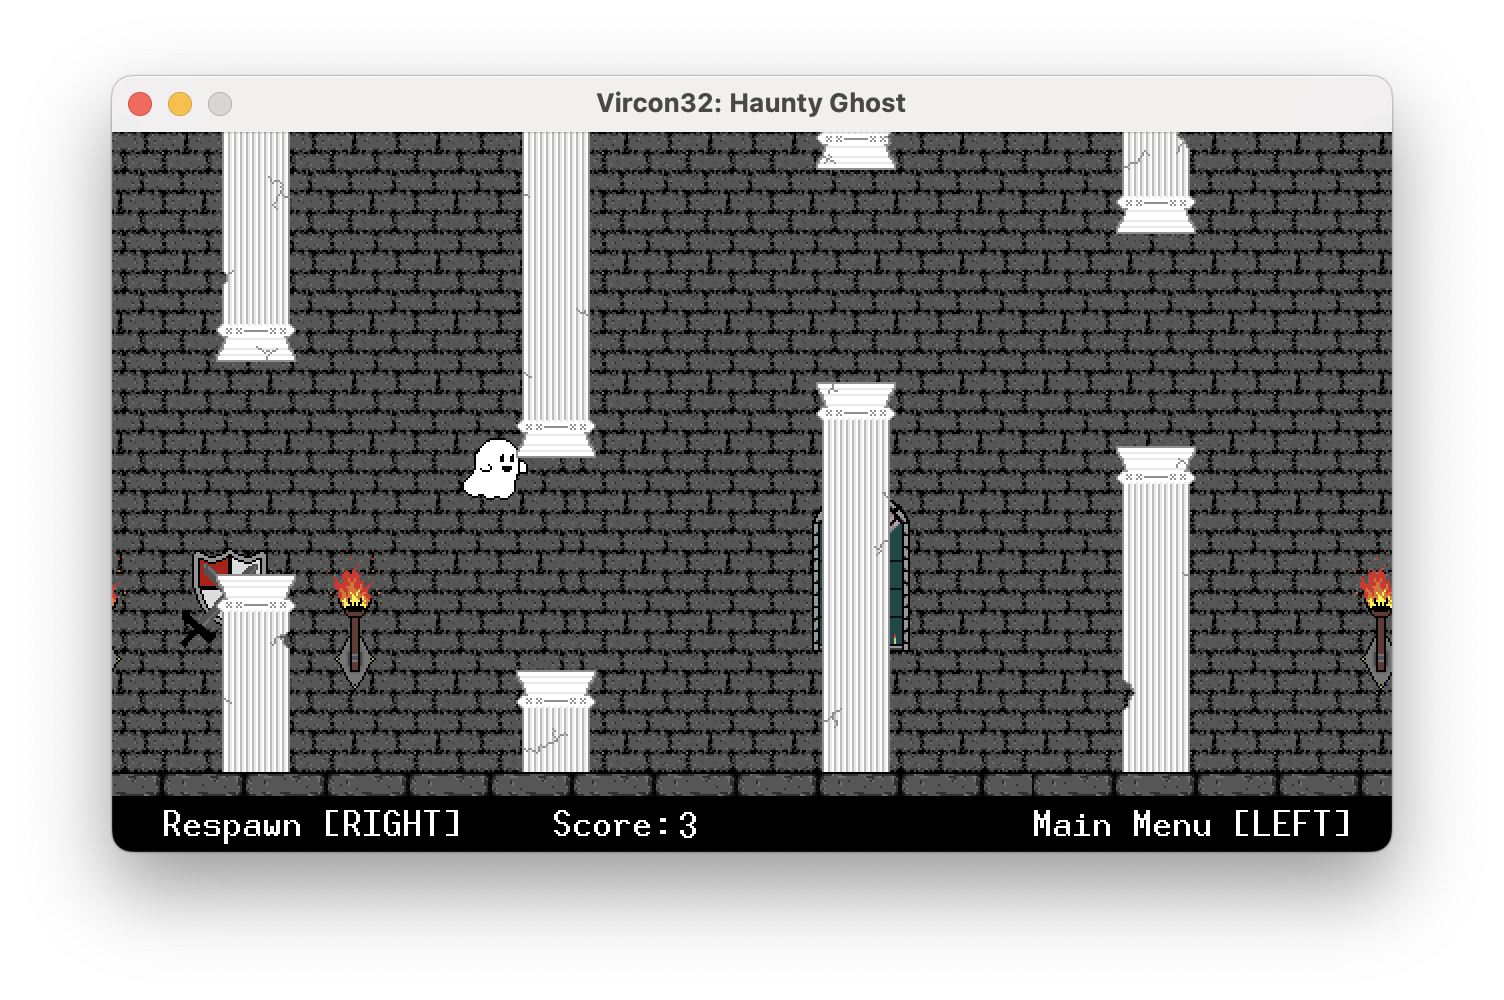 Vircon32: Haunty Ghost
Respawn [RIGHT] Score:3 Main Menu [LEFT]